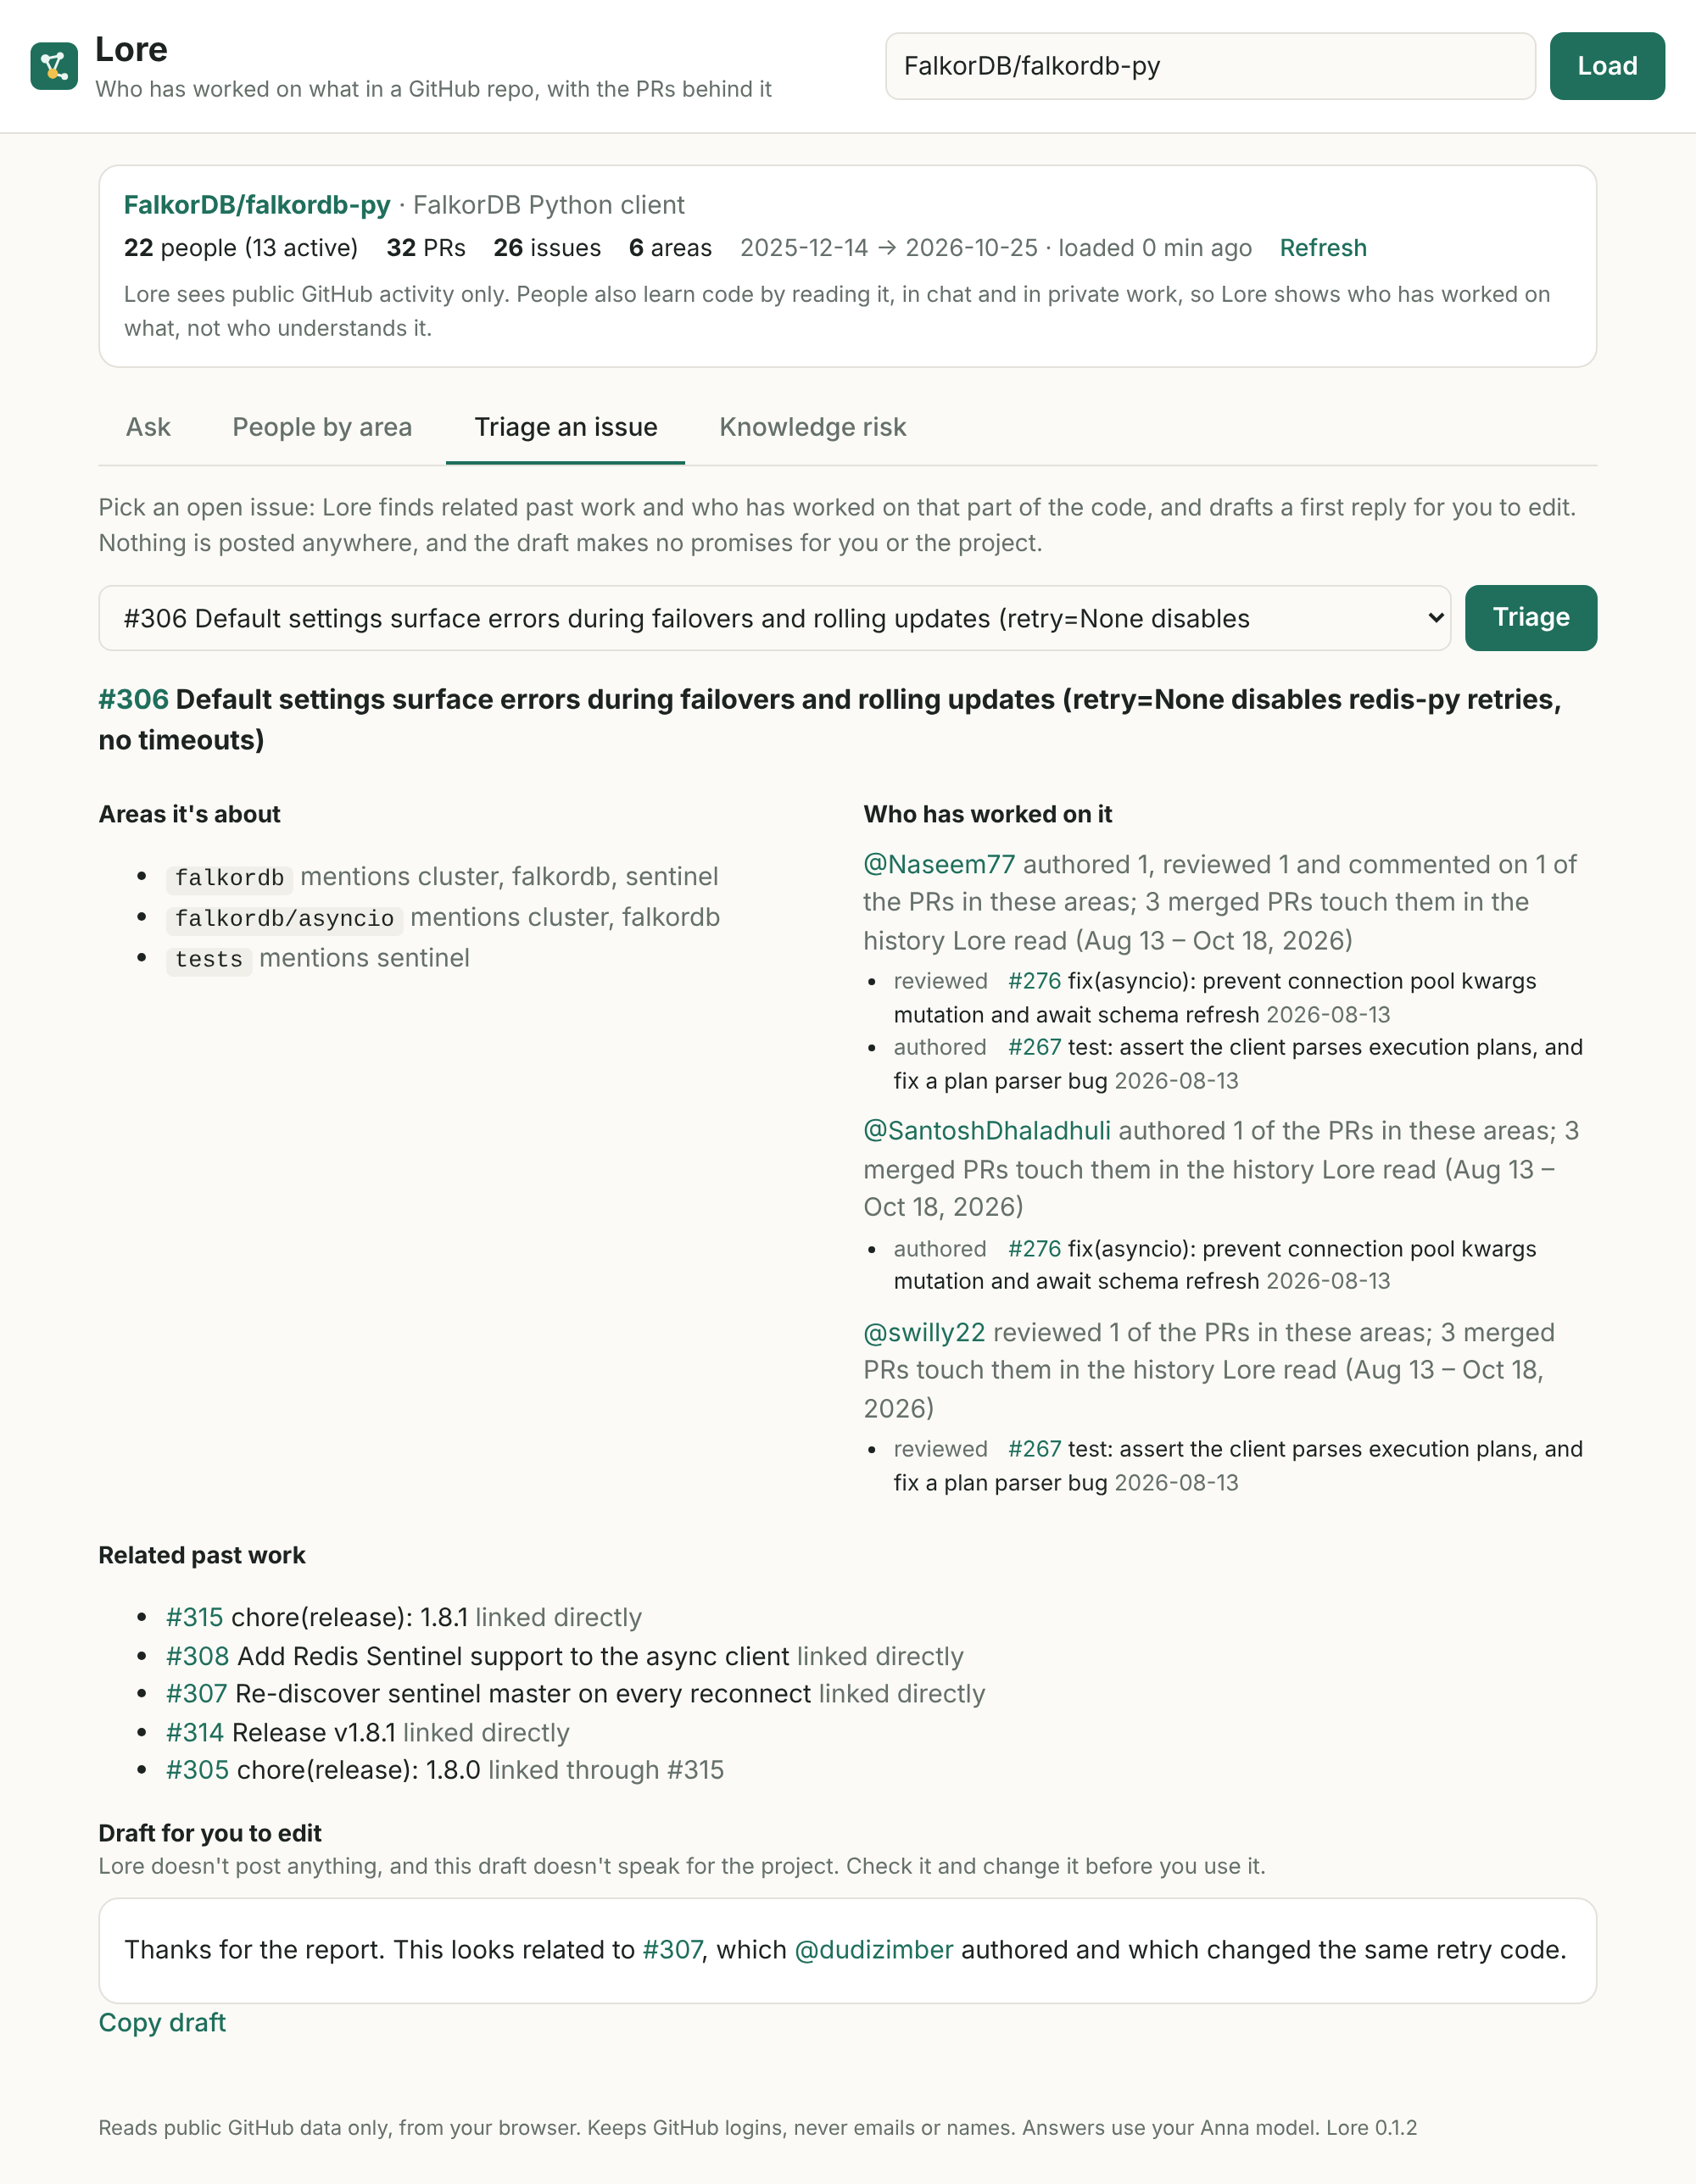 Lore
Who has worked on what in a GitHub repo, with the PRs behind it
FalkorDB/falkordb-py
Load
FalkorDB/falkordb-py · FalkorDB Python client
22 people (13 active) 32 PRs 26 issues 6 areas 2025-12-14 → 2026-10-25 · loaded 0 min ago Refresh
Lore sees public GitHub activity only. People also learn code by reading it, in chat and in private work, so Lore shows who has worked on
what, not who understands it.
Ask People by area Triage an issue Knowledge risk
Pick an open issue: Lore finds related past work and who has worked on that part of the code, and drafts a first reply for you to edit.
Nothing is posted anywhere, and the draft makes no promises for you or the project.
#306 Default settings surface errors during failovers and rolling updates (retry=None disables
Triage
#306 Default settings surface errors during failovers and rolling updates (retry=None disables redis-py retries,
no timeouts)
Areas it's about
• falkordb mentions cluster, falkordb, sentinel
• falkordb/asyncio mentions cluster, falkordb
• tests mentions sentinel
Who has worked on it
@Naseem77 authored 1, reviewed 1 and commented on 1 of
the PRs in these areas; 3 merged PRs touch them in the
history Lore read (Aug 13 – Oct 18, 2026)
• reviewed #276 fix(asyncio): prevent connection pool kwargs
mutation and await schema refresh 2026-08-13
• authored #267 test: assert the client parses execution plans, and
fix a plan parser bug 2026-08-13
@SantoshDhaladhuli authored 1 of the PRs in these areas; 3
merged PRs touch them in the history Lore read (Aug 13 –
Oct 18, 2026)
• authored #276 fix(asyncio): prevent connection pool kwargs
mutation and await schema refresh 2026-08-13
@swilly22 reviewed 1 of the PRs in these areas; 3 merged
PRs touch them in the history Lore read (Aug 13 – Oct 18,
2026)
• reviewed #267 test: assert the client parses execution plans, and
fix a plan parser bug 2026-08-13
Related past work
• #315 chore(release): 1.8.1 linked directly
• #308 Add Redis Sentinel support to the async client linked directly
• #307 Re-discover sentinel master on every reconnect linked directly
• #314 Release v1.8.1 linked directly
• #305 chore(release): 1.8.0 linked through #315
Draft for you to edit
Lore doesn't post anything, and this draft doesn't speak for the project. Check it and change it before you use it.
Thanks for the report. This looks related to #307, which @dudizimber authored and which changed the same retry code.
Copy draft
Reads public GitHub data only, from your browser. Keeps GitHub logins, never emails or names. Answers use your Anna model. Lore 0.1.2